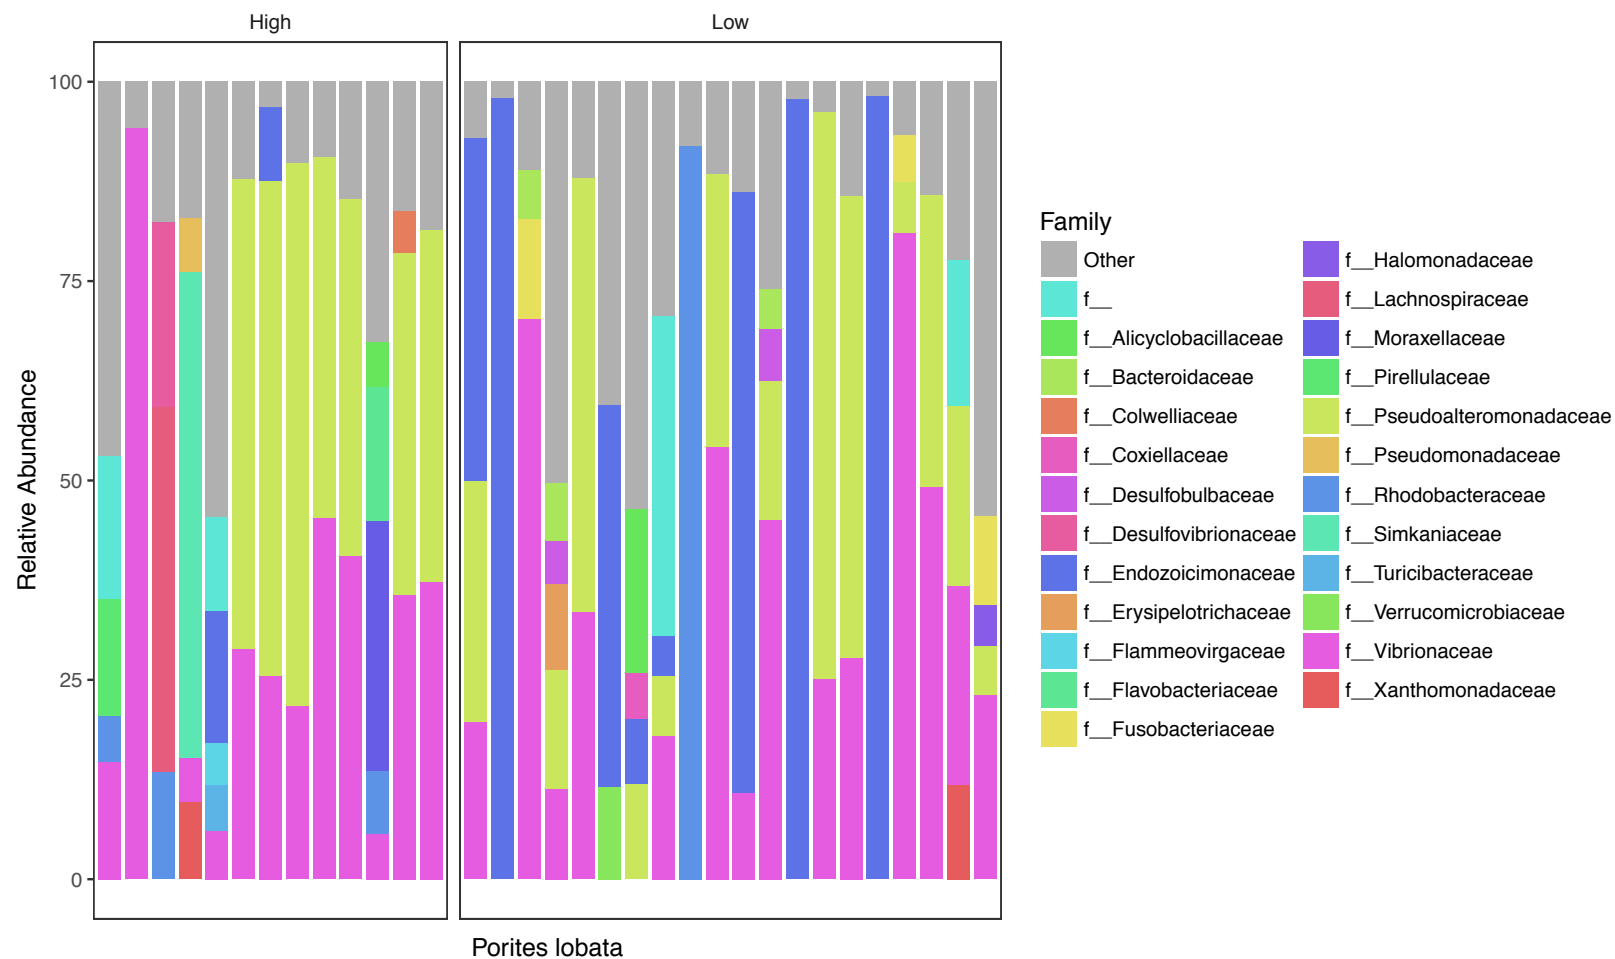 High
Low
100
75
50
25
0
Relative Abundance
Porites lobata
Family
Other
f__
f__Alicyclobacillaceae
f__Bacteroidaceae
f__Colwelliaceae
f__Coxiellaceae
f__Desulfobulbaceae
f__Desulfovibrionaceae
f__Endozoicimonaceae
f__Erysipelotrichaceae
f__Flammeovirgaceae
f__Flavobacteriaceae
f__Fusobacteriaceae
f__Halomonadaceae
f__Lachnospiraceae
f__Moraxellaceae
f__Pirellulaceae
f__Pseudoalteromonadaceae
f__Pseudomonadaceae
f__Rhodobacteraceae
f__Simkaniaceae
f__Turicibacteraceae
f__Verrucomicrobiaceae
f__Vibrionaceae
f__Xanthomonadaceae